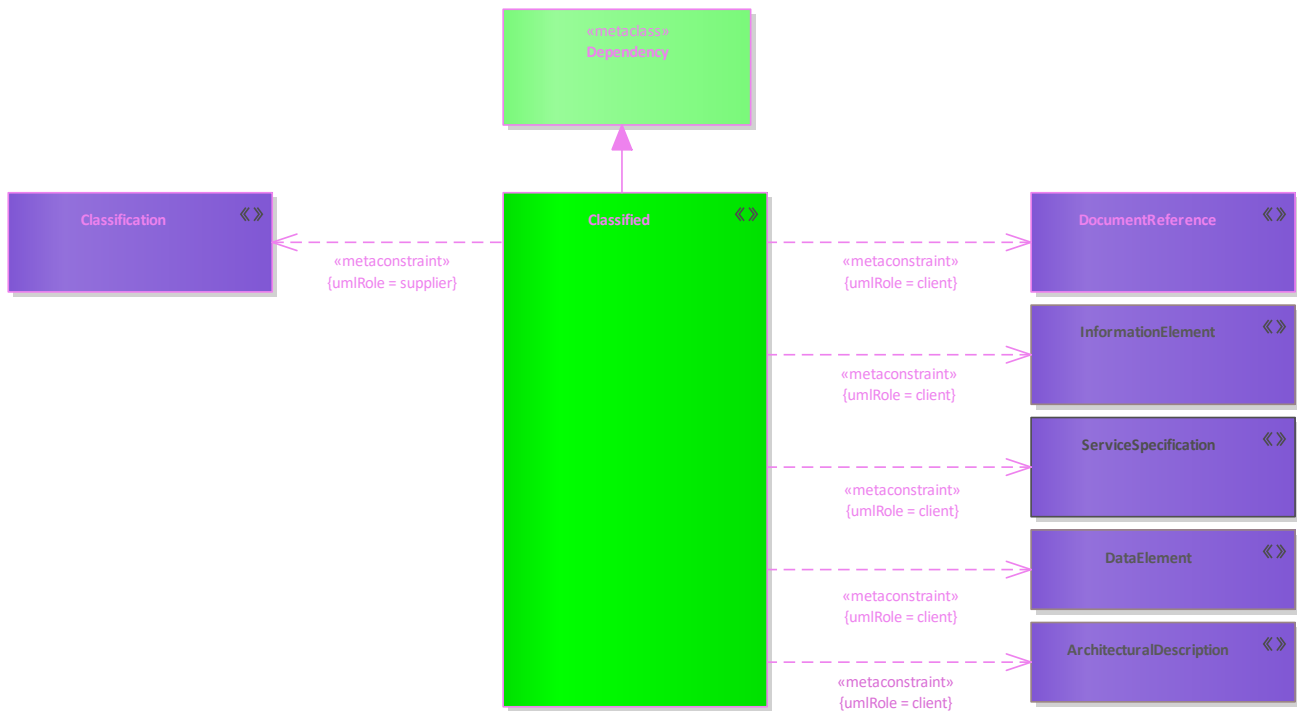 «metaclass»
Dependency
Classification
«»
Classified
«»
DocumentReference
«»
«metaconstraint»
{umlRole = supplier}
«metaconstraint»
{umlRole = client}
InformationElement
«»
«metaconstraint»
{umlRole = client}
ServiceSpecification
«»
«metaconstraint»
{umlRole = client}
DataElement
«»
«metaconstraint»
{umlRole = client}
ArchitecturalDescription
«»
«metaconstraint»
{umlRole = client}